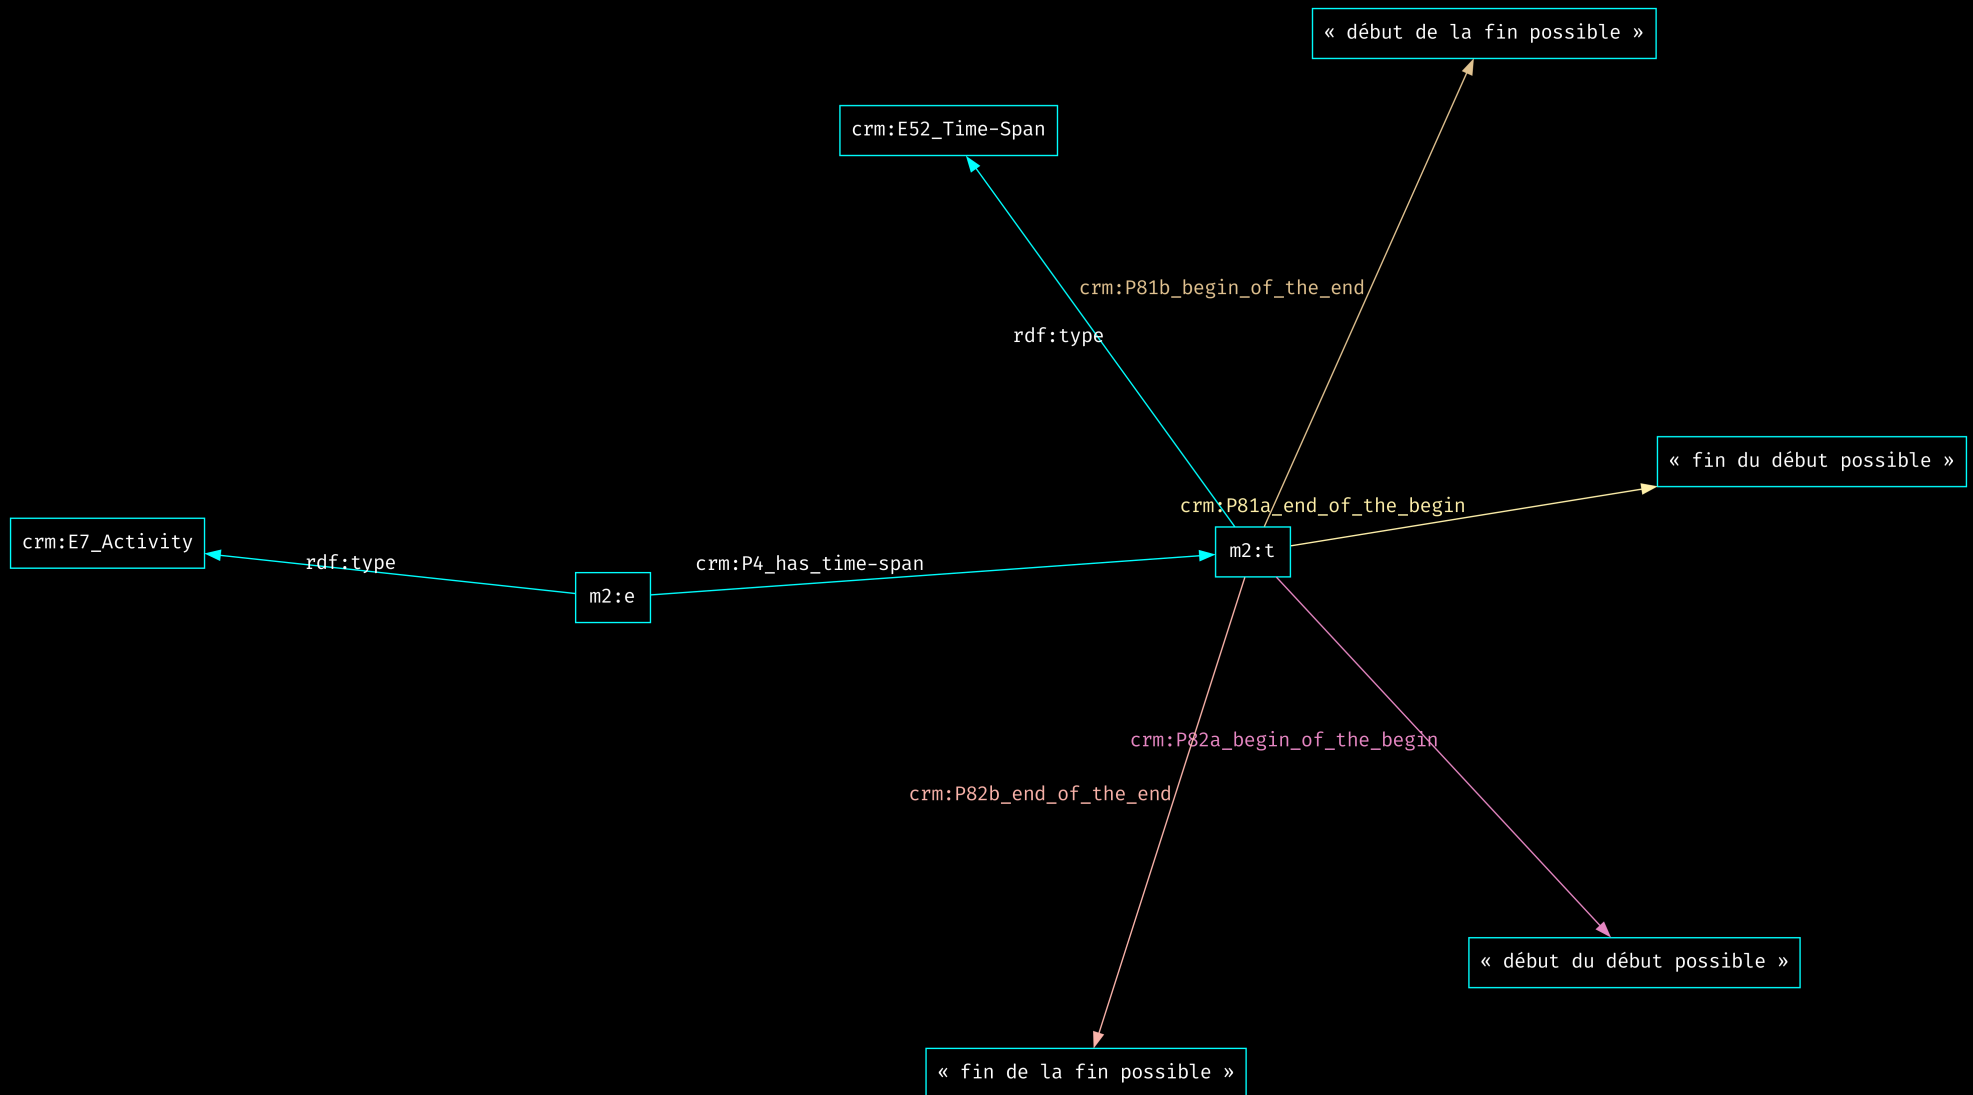 « début de la fin possible »
crm:E52_Time-Span
crm:P81b_begin_of_the_end
rdf:type
« fin du début possible »
crm:P81a_end_of_the_begin
crm:E7_Activity
m2:t
rdf:type
crm:P4_has_time-span
m2:e
crm:P82a_begin_of_the_begin
crm:P82b_end_of_the_end
« début du début possible »
« fin de la fin possible »